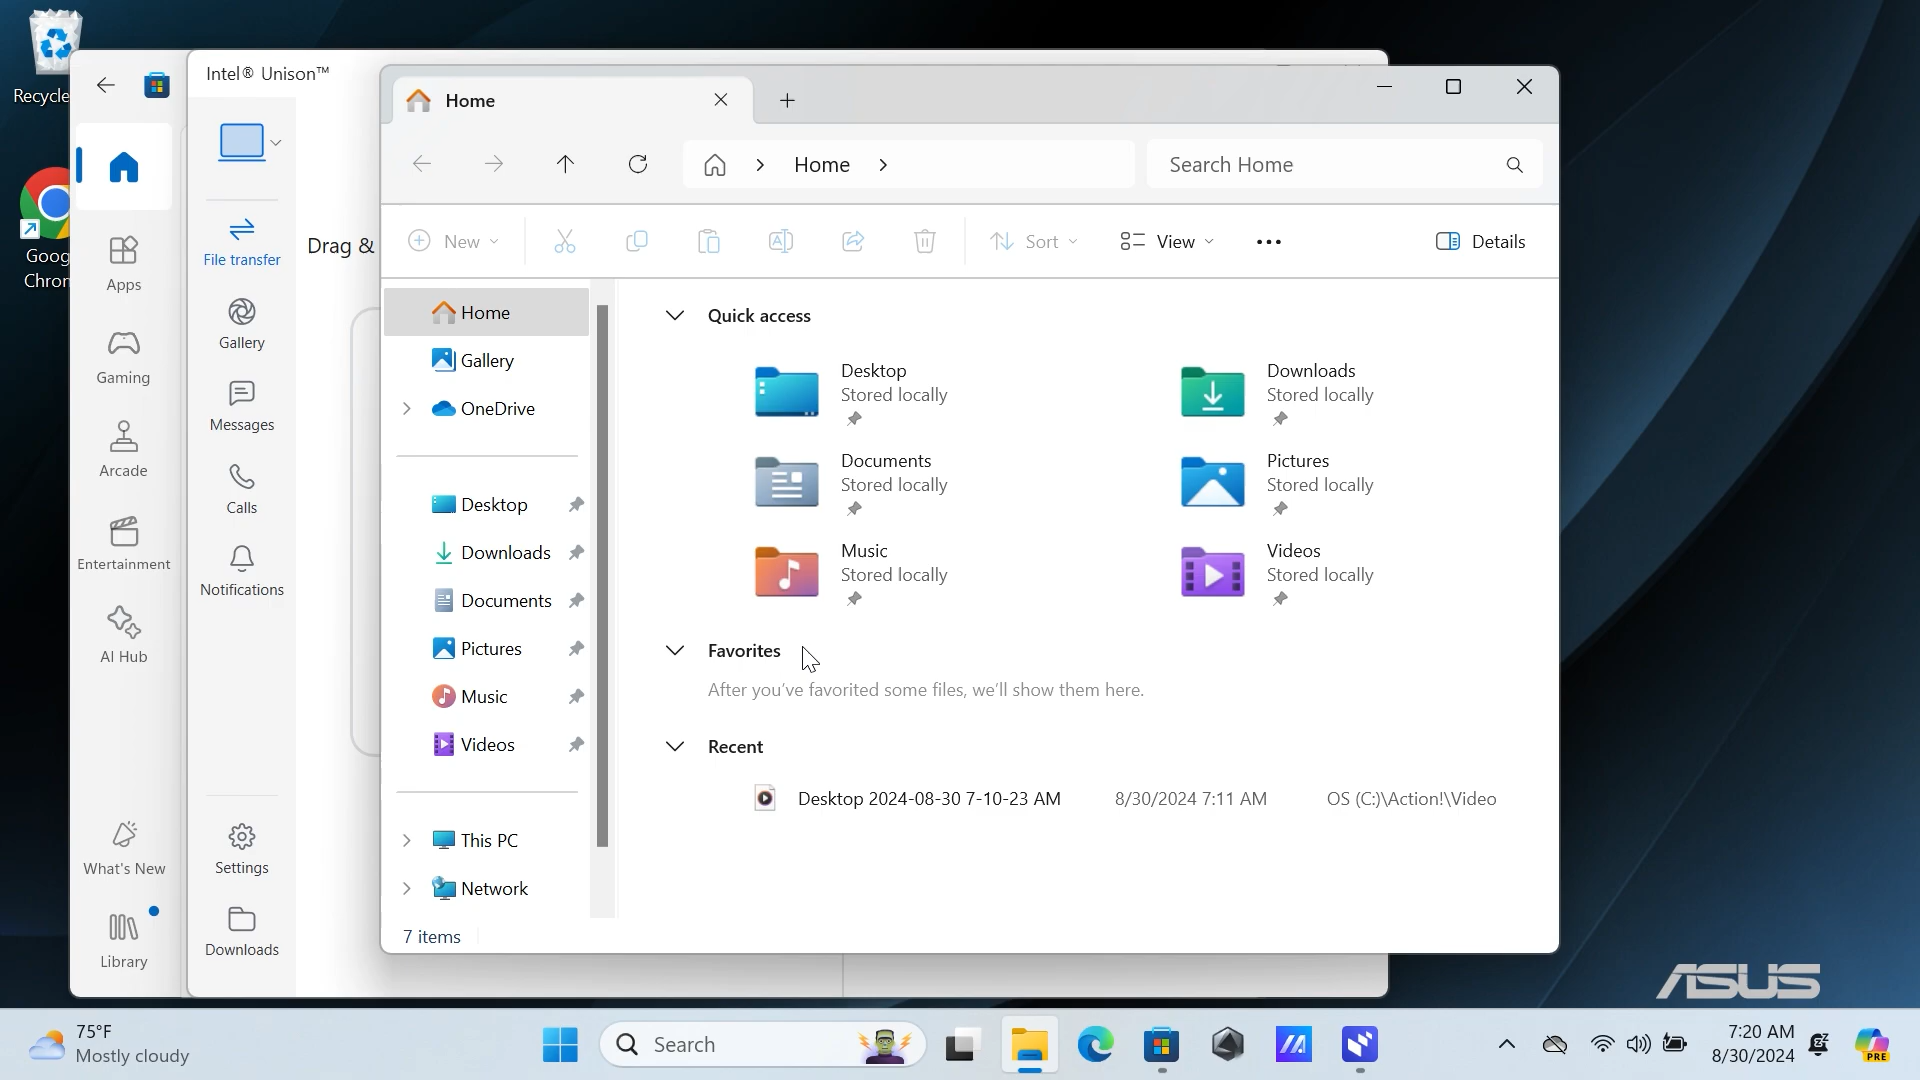 Recycle
Goog
Chron
Apps
Gaming
Arcade
Entertainment
AI Hub
What's New
Library
Intel® Unison™
File transfer
Gallery
Messages
Calls
Notifications
Settings
Downloads
Drag &
Home
Home
Search Home
New
Sort
View
Details
Home
Gallery
OneDrive
Desktop
Downloads
Documents
Pictures
Music
Videos
This PC
Network
7 items
Quick access
Desktop
Stored locally
Downloads
Stored locally
Documents
Stored locally
Pictures
Stored locally
Music
Stored locally
Videos
Stored locally
Favorites
After you've favorited some files, we'll show them here.
Recent
Desktop 2024-08-30 7-10-23 AM 8/30/2024 7:11 AM OS (C:)\Action!\Video
ASUS
75°F
Mostly cloudy
Search
7:20 AM
8/30/2024
PRE